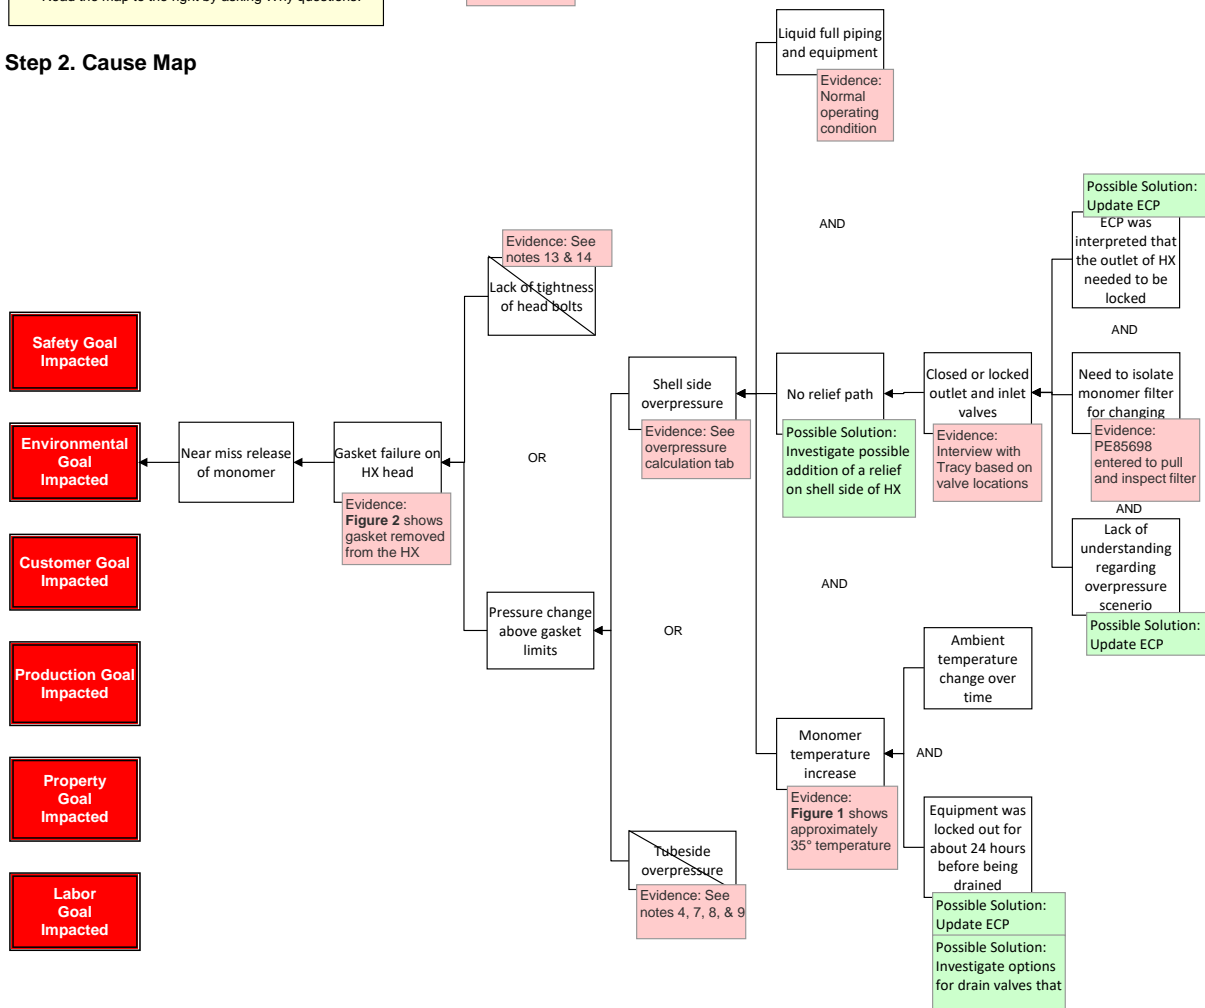 Read the map to the right by asking Why questions.
Step 2. Cause Map
Liquid full piping
and equipment
Evidence:
Normal
operating
condition
AND
Possible Solution:
Update ECP
ECP was
interpreted that
the outlet of HX
needed to be
locked
AND
Evidence: See
notes 13 & 14
Lack of tightness
of head bolts
Safety Goal
Impacted
Shell side
overpressure
Evidence: See
overpressure
calculation tab
No relief path
Possible Solution:
Investigate possible
addition of a relief
on shell side of HX
Closed or locked
outlet and inlet
valves
Evidence:
Interview with
Tracy based on
valve locations
Need to isolate
monomer filter
for changing
Evidence:
PE85698
entered to pull
and inspect filter
AND
Environmental
Goal
Impacted
Near miss release
of monomer
Gasket failure on
HX head
Evidence:
Figure 2 shows
gasket removed
from the HX
OR
Lack of
understanding
regarding
overpressure
scenerio
Possible Solution:
Update ECP
Customer Goal
Impacted
AND
Pressure change
above gasket
limits
OR
Production Goal
Impacted
Ambient
temperature
change over
time
Monomer
temperature
increase
Evidence:
Figure 1 shows
approximately
35° temperature
AND
Property
Goal
Impacted
Equipment was
locked out for
about 24 hours
before being
drained
Possible Solution:
Update ECP
Possible Solution:
Investigate options
for drain valves that
Tubeside
overpressure
Evidence: See
notes 4, 7, 8, & 9
Labor
Goal
Impacted